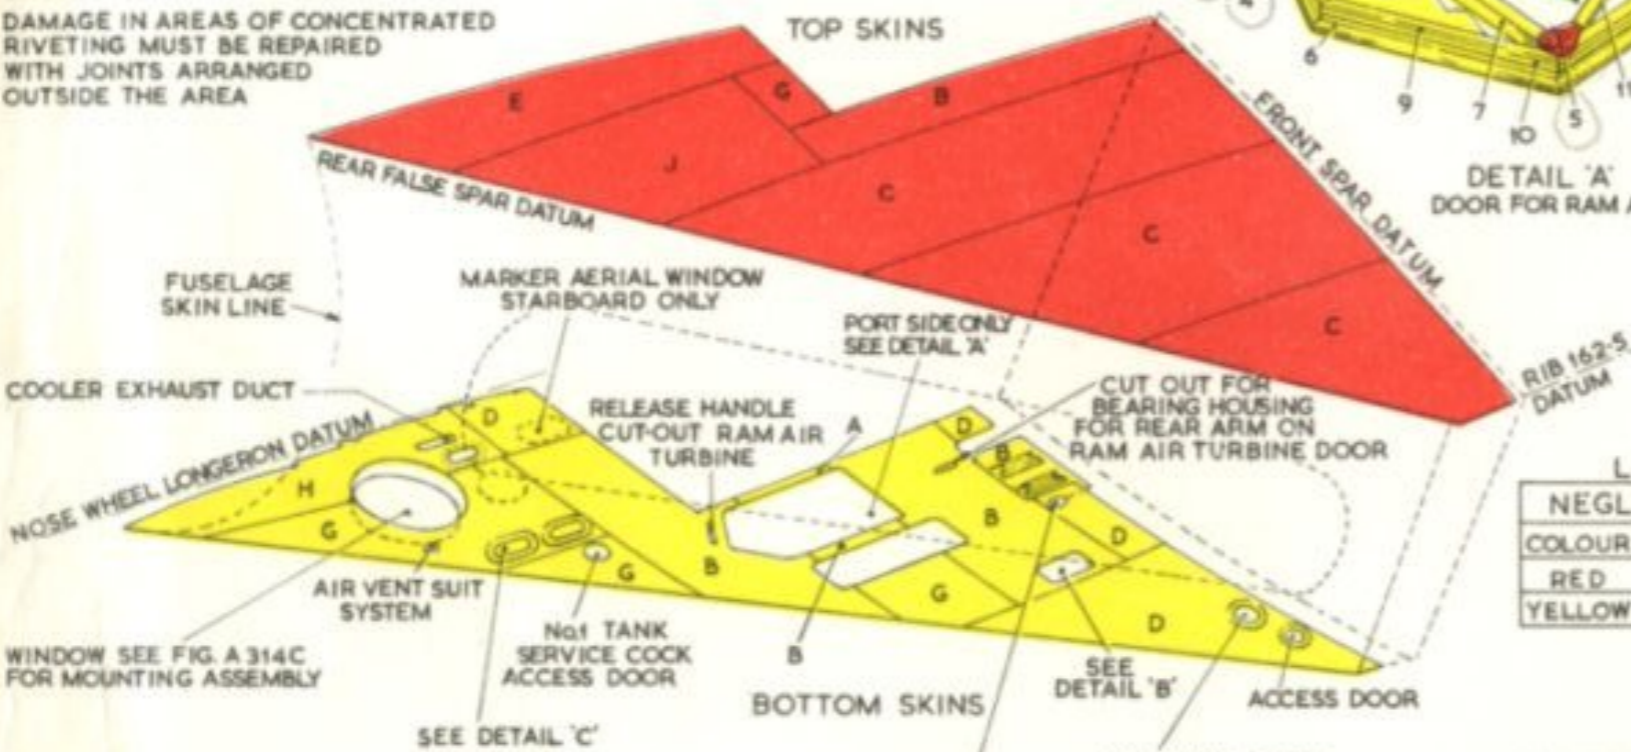 DAMAGE IN AREAS OF CONCENTRATED
RIVETING MUST BE REPAIRED
WITH JOINTS ARRANGED
OUTSIDE THE AREA
TOP SKINS
E
G
B
J
C
C
C
REAR FALSE SPAR DATUM
FRONT SPAR DATUM
6
9
7
10
5
11
DETAIL 'A'
DOOR FOR RAM
RIB 162·5
DATUM
FUSELAGE
SKIN LINE
MARKER AERIAL WINDOW
STARBOARD ONLY
PORT SIDE ONLY
SEE DETAIL 'A'
COOLER EXHAUST DUCT
NOSE WHEEL LONGERON DATUM
RELEASE HANDLE
CUT-OUT RAM AIR
TURBINE
A
CUT OUT FOR
BEARING HOUSING
FOR REAR ARM ON
RAM AIR TURBINE DOOR
D
D
B
H
G
B
D
G
B
G
D
AIR VENT SUIT
SYSTEM
No.1 TANK
SERVICE COCK
ACCESS DOOR
B
SEE
DETAIL 'B'
ACCESS DOOR
WINDOW SEE FIG. A 314C
FOR MOUNTING ASSEMBLY
SEE DETAIL 'C'
BOTTOM SKINS
L
NEGL
COLOUR
RED
YELLOW